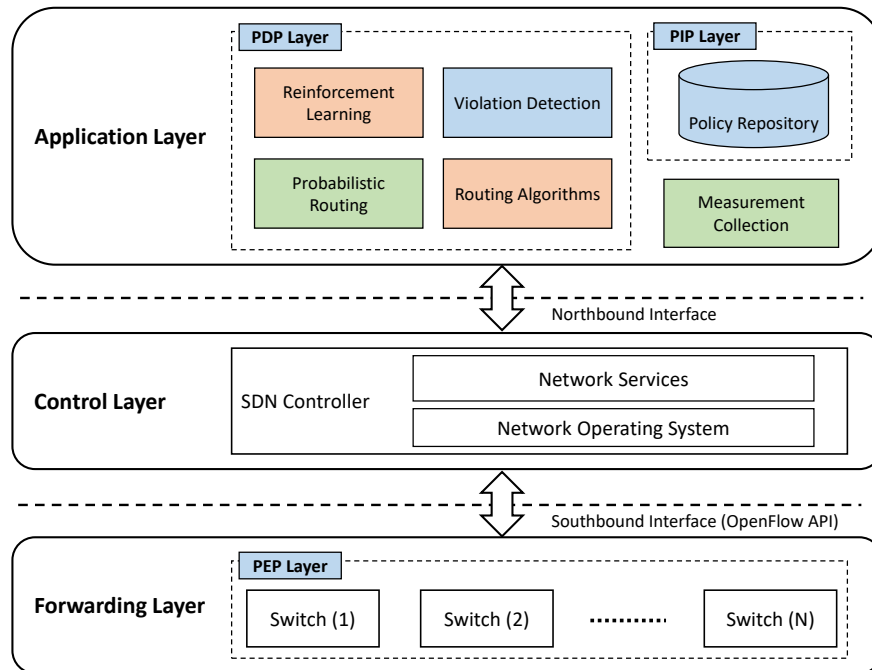 PDP Layer
PIP Layer
Reinforcement
Learning
Violation Detection
Policy Repository
Application Layer
Probabilistic
Routing
Routing Algorithms
Measurement
Collection
Northbound Interface
Control Layer
SDN Controller
Network Services
Network Operating System
Southbound Interface (OpenFlow API)
PEP Layer
Forwarding Layer
Switch (1)
Switch (2)
Switch (N)